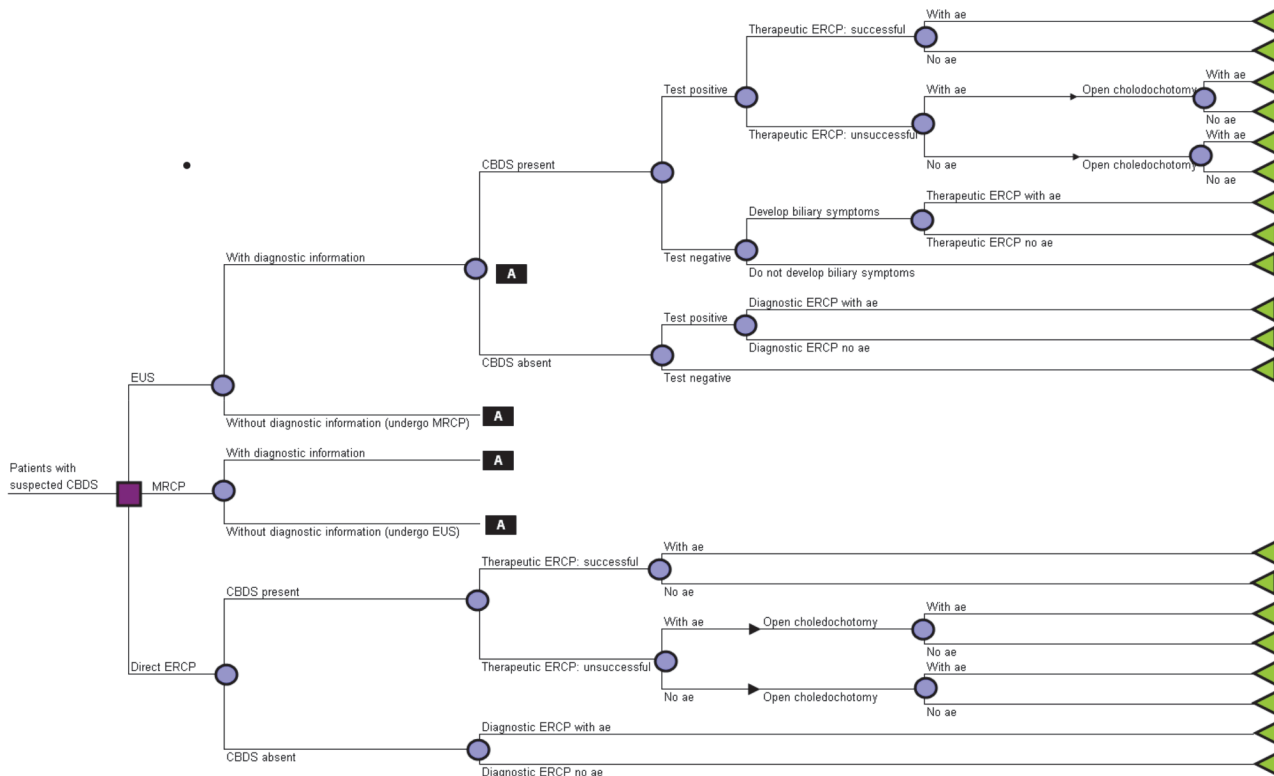 With ae
Therapeutic ERCP: successful
No ae
With ae
Test positive
With ae
Open cholodochotomy
No ae
Therapeutic ERCP: unsuccessful
With ae
CBDS present
No ae
Open choledochotomy
No ae
Therapeutic ERCP with ae
Develop biliary symptoms
Therapeutic ERCP no ae
With diagnostic information
Test negative
A
Do not develop biliary symptoms
Diagnostic ERCP with ae
Test positive
Diagnostic ERCP no ae
CBDS absent
Test negative
EUS
Without diagnostic information (undergo MRCP)
A
With diagnostic information
A
Patients with
suspected CBDS
MRCP
Without diagnostic information (undergo EUS)
A
With ae
Therapeutic ERCP: successful
No ae
CBDS present
With ae
With ae
Open choledochotomy
No ae
Direct ERCP
Therapeutic ERCP: unsuccessful
With ae
No ae
Open choledochotomy
No ae
Diagnostic ERCP with ae
CBDS absent
Diagnostic ERCP no ae